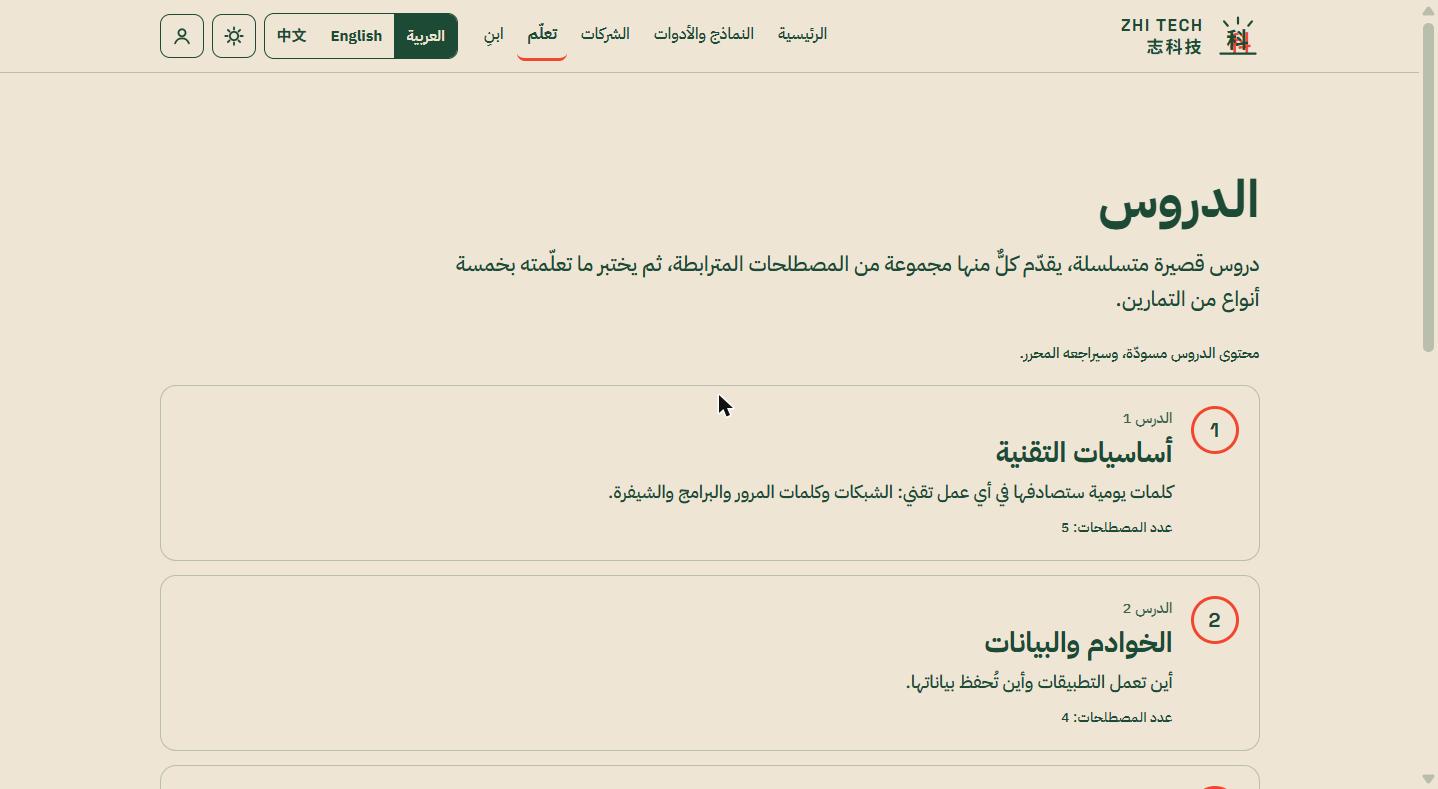 ZHI TECH
志科技
科
الرئيسية
النماذج والأدوات
الشركات
تعلّم
ابنِ
العربية
English
中文
الدروس
دروس قصيرة متسلسلة، يقدّم كلٌّ منها مجموعة من المصطلحات المترابطة، ثم يختبر ما تعلّمته بخمسة
أنواع من التمارين.
محتوى الدروس مسودّة، وسيراجعه المحرر.
1
الدرس 1
أساسيات التقنية
كلمات يومية ستصادفها في أي عمل تقني: الشبكات وكلمات المرور والبرامج والشيفرة.
عدد المصطلحات: 5
2
الدرس 2
الخوادم والبيانات
أين تعمل التطبيقات وأين تُحفظ بياناتها.
عدد المصطلحات: 4